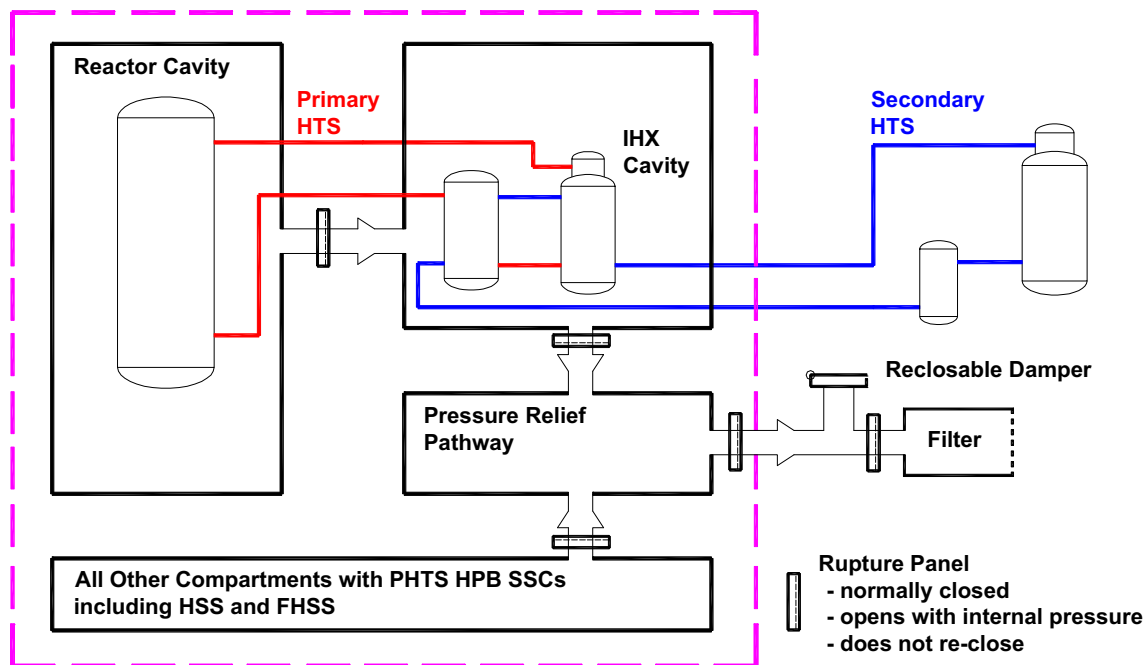 Reactor Cavity
Primary
HTS
IHX
Cavity
Secondary
HTS
Reclosable Damper
Pressure Relief
Pathway
Filter
All Other Compartments with PHTS HPB SSCs
including HSS and FHSS
Rupture Panel
- normally closed
- opens with internal pressure
- does not re-close